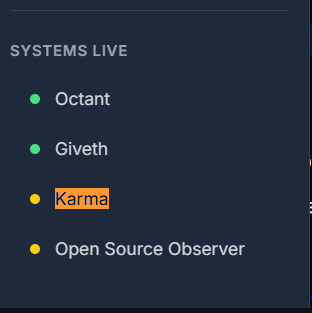 SYSTEMS LIVE
Octant
Giveth
Karma
Open Source Observer